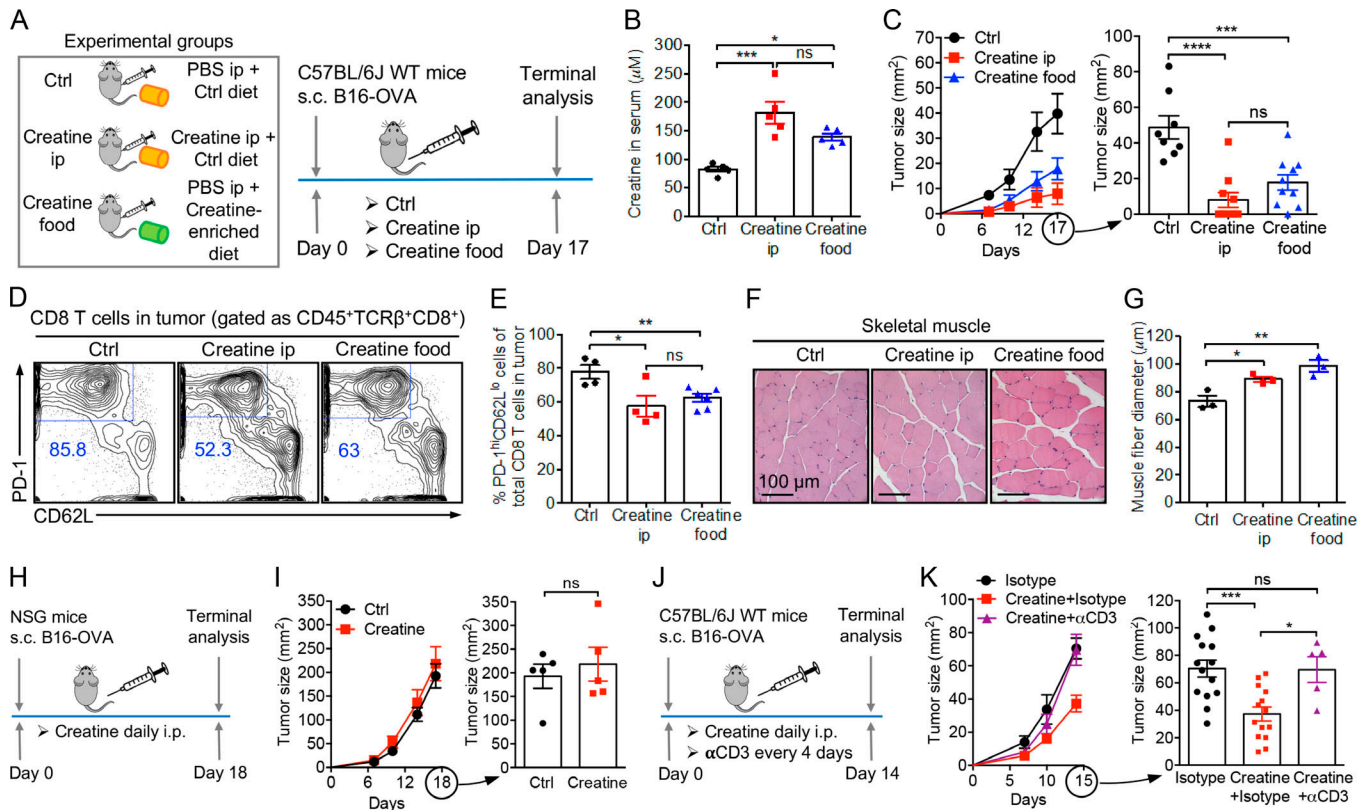 A
Experimental groups
Ctrl
PBS ip +
Ctrl diet
Creatine
ip
Creatine ip +
Ctrl diet
Creatine
food
PBS ip +
Creatine-
enriched
diet
C57BL/6J WT mice
s.c. B16-OVA
Terminal
analysis
➢ Ctrl
➢ Creatine ip
➢ Creatine food
Day 0
Day 17
B
Creatine in serum (μM)
250
200
150
100
50
0
*
***
ns
Ctrl
Creatine
ip
Creatine
food
C
Ctrl
Creatine ip
Creatine food
Tumor size (mm²)
70
60
50
40
30
20
10
0
0
6
12
17
Days
Tumor size (mm²)
100
80
60
40
20
0
***
****
ns
Ctrl
Creatine
ip
Creatine
food
D
CD8 T cells in tumor (gated as CD45⁺TCRβ⁺CD8⁺)
Ctrl
Creatine ip
Creatine food
85.8
52.3
63
PD-1
CD62L
E
% PD-1ʰⁱCD62Lˡᵒ cells of
total CD8 T cells in tumor
100
80
60
40
20
0
**
*
ns
Ctrl
Creatine
ip
Creatine
food
F
Skeletal muscle
Ctrl
Creatine ip
Creatine food
100 μm
G
Muscle fiber diameter (μm)
140
120
100
80
60
40
20
0
**
*
Ctrl
Creatine
ip
Creatine
food
H
NSG mice
s.c. B16-OVA
Terminal
analysis
➢ Creatine daily i.p.
Day 0
Day 18
I
Ctrl
Creatine
Tumor size (mm²)
300
250
200
150
100
50
0
0
6
12
18
Days
Tumor size (mm²)
400
300
200
100
0
ns
Ctrl
Creatine
J
C57BL/6J WT mice
s.c. B16-OVA
Terminal
analysis
➢ Creatine daily i.p.
➢ αCD3 every 4 days
Day 0
Day 14
K
Isotype
Creatine+Isotype
Creatine+αCD3
Tumor size (mm²)
100
80
60
40
20
0
0
5
10
15
Days
Tumor size (mm²)
120
100
80
60
40
20
0
ns
***
*
Isotype
Creatine
+Isotype
Creatine
+αCD3